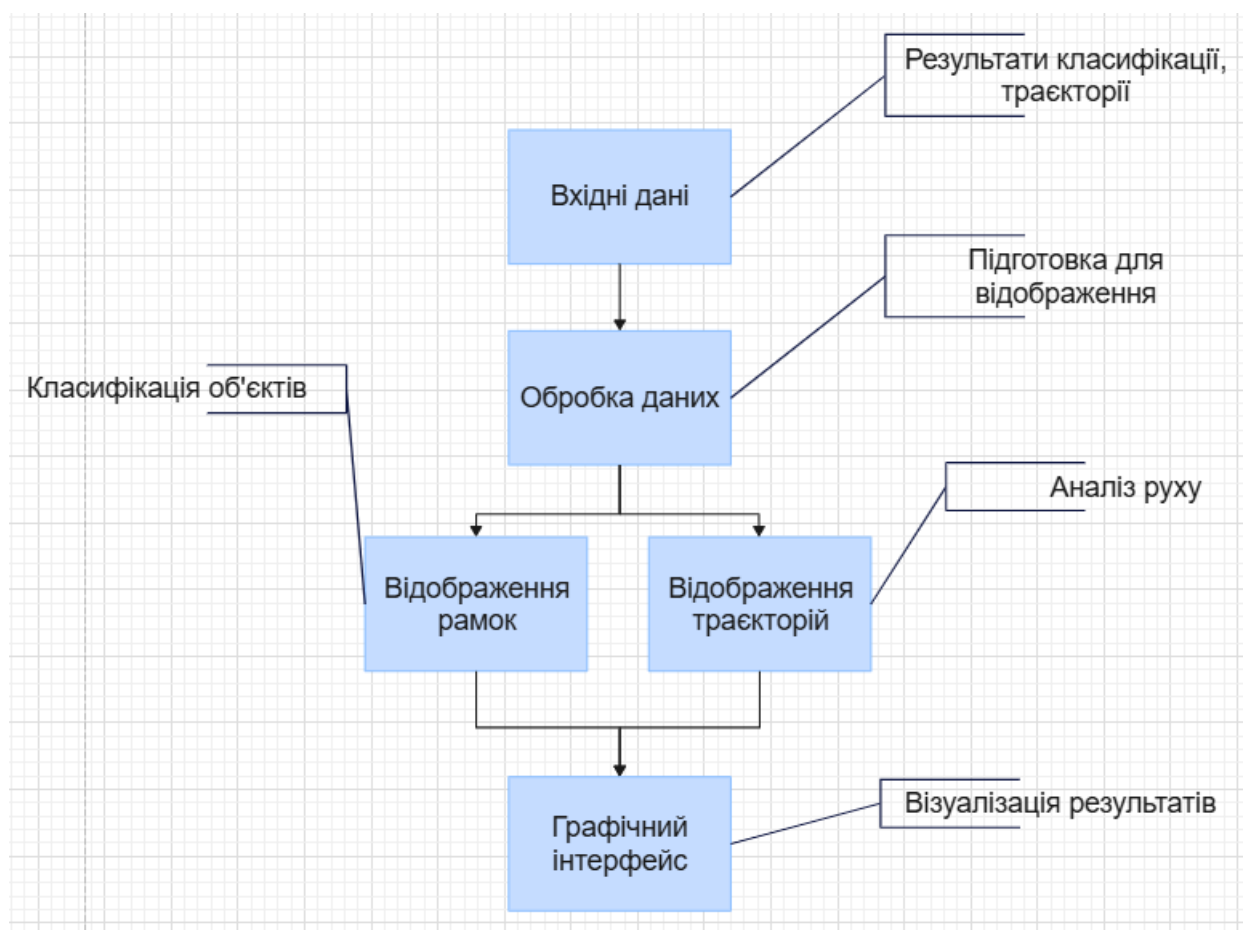 Результати класифікації,
траєкторії
Вхідні дані
Підготовка для
відображення
Класифікація об'єктів
Обробка даних
Аналіз руху
Відображення
рамок
Відображення
траєкторій
Візуалізація результатів
Графічний
інтерфейс